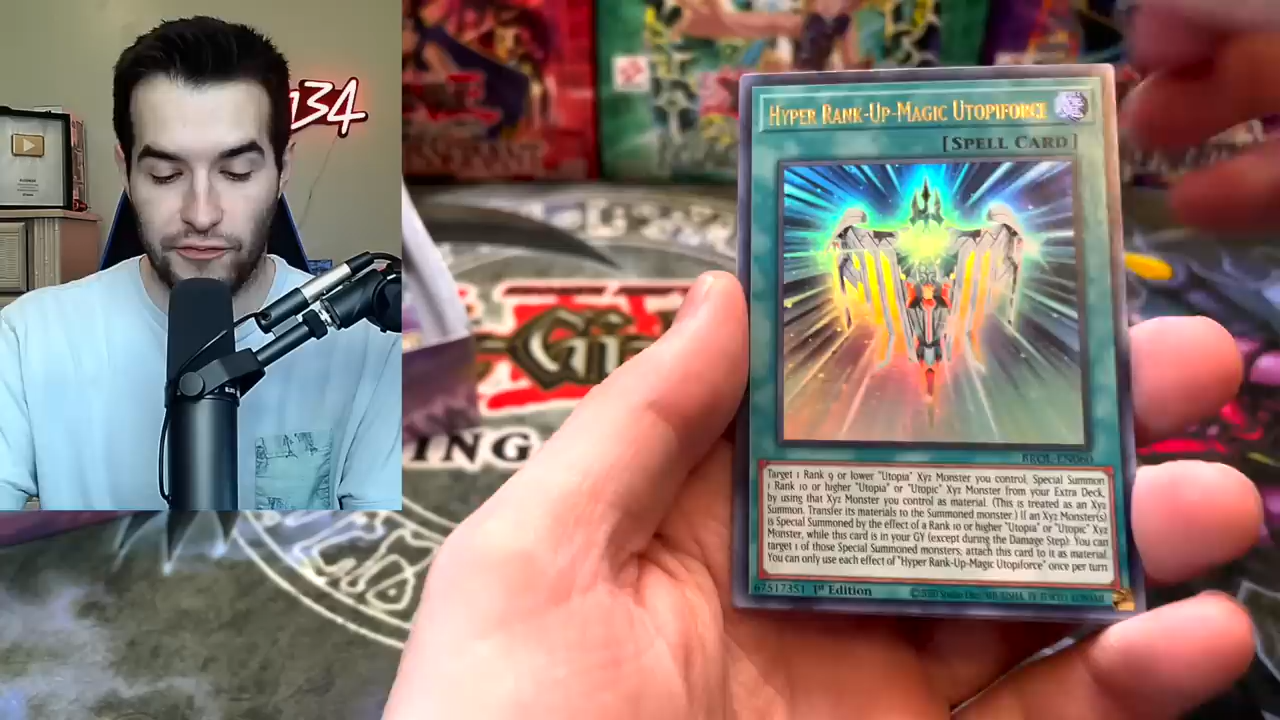 134
HYPER RANK-UP-MAGIC UTOPIFORCE
[SPELL CARD]
BROL-EN060
Target 1 Rank 9 or lower "Utopia" Xyz Monster you control; Special Summon
1 Rank 10 or higher "Utopia" or "Utopic" Xyz Monster from your Extra Deck,
by using that Xyz Monster you control as material. (This is treated as an Xyz
Summon. Transfer its materials to the Summoned monster.) If an Xyz Monster(s)
is Special Summoned by the effect of a Rank 10 or higher "Utopia" or "Utopic" Xyz
Monster, while this card is in your GY (except during the Damage Step): You can
target 1 of those Special Summoned monsters; attach this card to it as material.
You can only use each effect of "Hyper Rank-Up-Magic Utopiforce" once per turn
67517351 1st Edition
Gi
ING